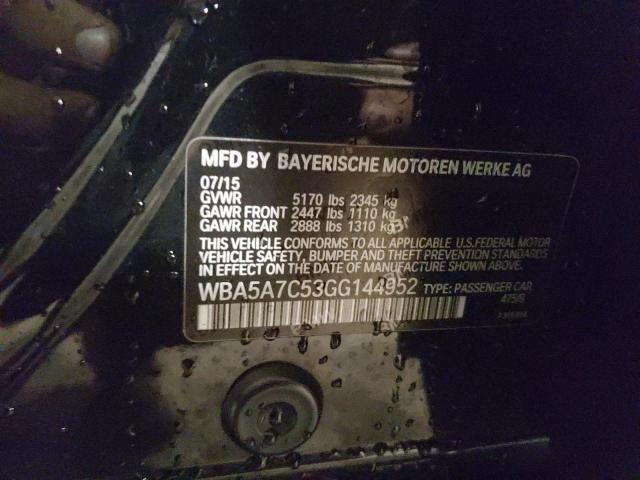 MFD BY BAYERISCHE MOTOREN WERKE AG
07/15
GVWR 5170 lbs 2345 kg
GAWR FRONT 2447 lbs 1110 kg
GAWR REAR 2888 lbs 1310 kg
THIS VEHICLE CONFORMS TO ALL APPLICABLE U.S.FEDERAL MOTOR
VEHICLE SAFETY, BUMPER AND THEFT PREVENTION STANDARDS
IN EFFECT ON THE DATE OF MANUFACTURE SHOWN ABOVE.
WBA5A7C53GG144952 TYPE: PASSENGER CAR
475/8